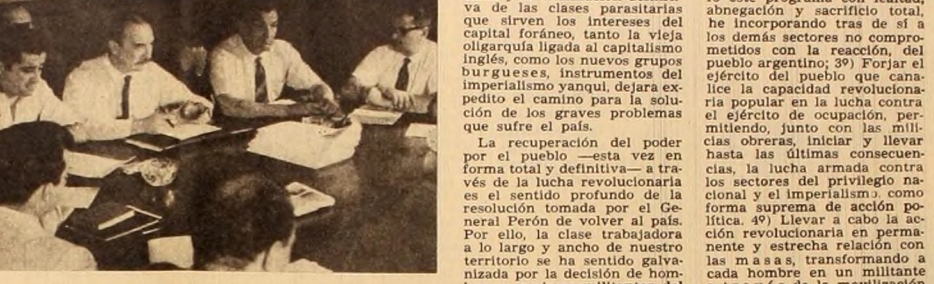 va de las clases parasitarias
que sirven los intereses del
capital foráneo, tanto la vieja
oligarquía ligada al capitalismo
inglés, como los nuevos grupos
burgueses, instrumentos del
imperialismo yanqui, dejara ex-
pedito el camino para la solu-
ción de los graves problemas
que sufre el país.
La recuperación del poder
por el pueblo —esta vez en
forma total y definitiva— a tra-
vés de la lucha revolucionaria
es el sentido profundo de la
resolución tomada por el Ge-
neral Perón de volver al país.
Por ello, la clase trabajadora
a lo largo y ancho de nuestro
territorio se ha sentido galva-
nizada por la decisión de hom-
abnegación y sacrificio total,
he incorporando tras de sí a
los demás sectores no compro-
metidos con la reacción, del
pueblo argentino; 3º) Forjar el
ejército del pueblo que cana-
lice la capacidad revoluciona-
ria popular en la lucha contra
el ejército de ocupación, per-
mitiendo, junto con las mili-
cias obreras, iniciar y llevar
hasta las últimas consecuen-
cias, la lucha armada contra
los sectores del privilegio na-
cional y el imperialismo, como
forma suprema de acción po-
lítica. 4º) Llevar a cabo la ac-
ción revolucionaria en perma-
nente y estrecha relación con
las masas, transformando a
cada hombre en un militante